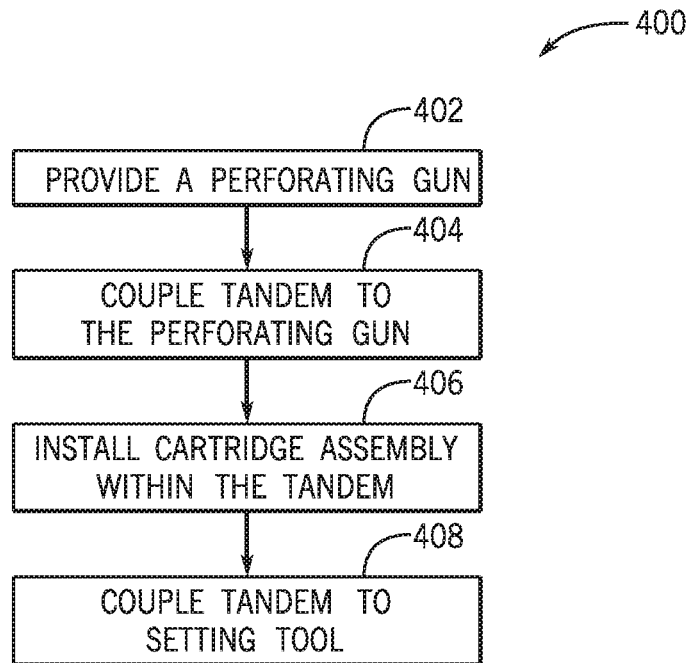 400
402
PROVIDE A PERFORATING GUN
404
COUPLE TANDEM TO
THE PERFORATING GUN
406
INSTALL CARTRIDGE ASSEMBLY
WITHIN THE TANDEM
408
COUPLE TANDEM TO
SETTING TOOL